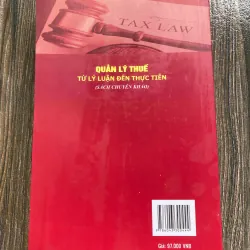 TAX LAW
QUẢN LÝ THUẾ
TỪ LÝ LUẬN ĐẾN THỰC TIỄN
(SÁCH CHUYÊN KHẢO)
Giá: 97.000 VNĐ